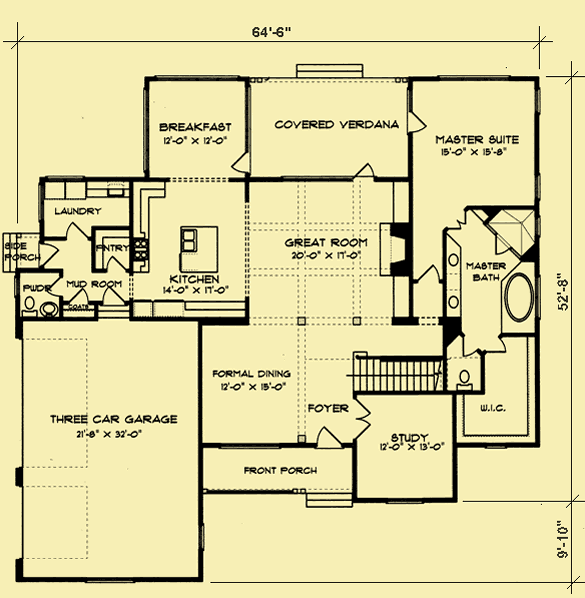 64'-6"
BREAKFAST
12'-0" X 12'-0"
COVERED VERDANA
MASTER SUITE
15'-0" X 15'-8"
LAUNDRY
SIDE
PORCH
PNTRY
GREAT ROOM
20'-0" X 17'-0"
KITCHEN
14'-0" X 17'-0"
MASTER
BATH
PWDR
MUD ROOM
COATS
52'-8"
FORMAL DINING
12'-0" X 15'-0"
FOYER
W.I.C.
THREE CAR GARAGE
21'-8" X 32'-0"
STUDY
12'-0" X 13'-0"
FRONT PORCH
9'-10"